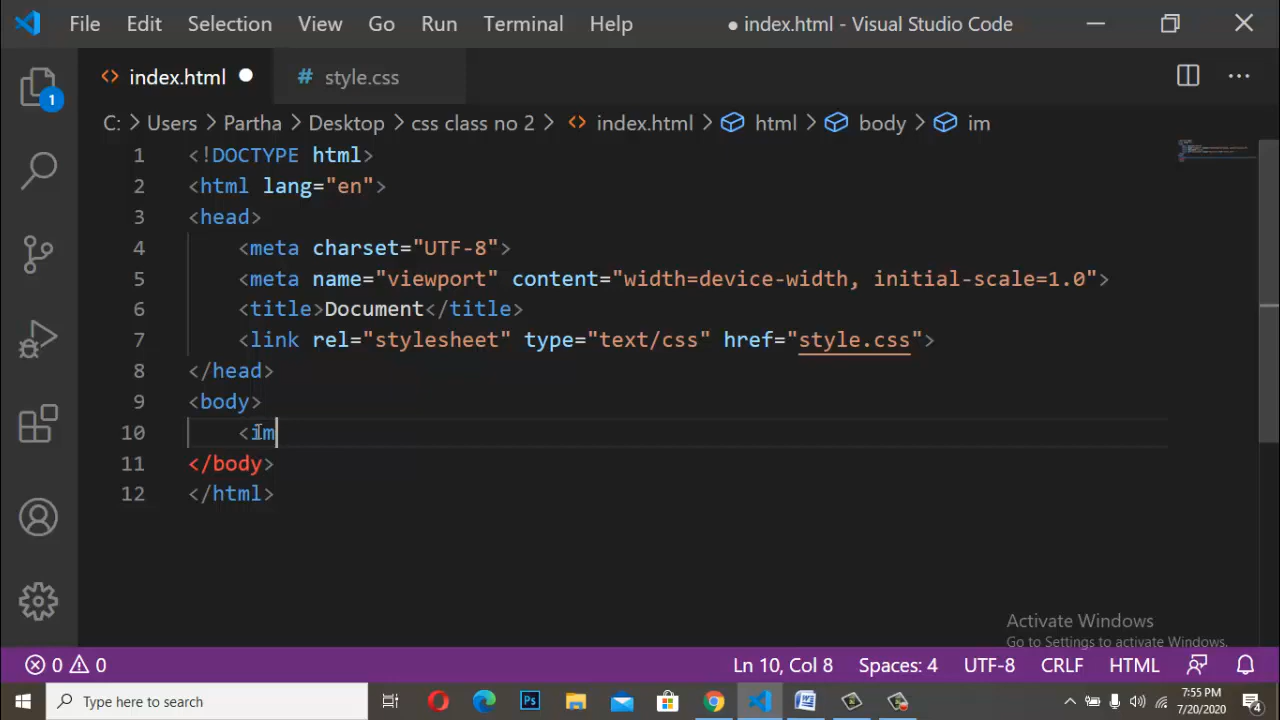 File Edit Selection View Go Run Terminal Help ● index.html - Visual Studio Code
index.html style.css
C: > Users > Partha > Desktop > css class no 2 > index.html > html > body > im
1 <!DOCTYPE html>
2 <html lang="en">
3 <head>
4 <meta charset="UTF-8">
5 <meta name="viewport" content="width=device-width, initial-scale=1.0">
6 <title>Document</title>
7 <link rel="stylesheet" type="text/css" href="style.css">
8 </head>
9 <body>
10 <im
11 </body>
12 </html>
1
Activate Windows
Go to Settings to activate Windows.
0 0 Ln 10, Col 8 Spaces: 4 UTF-8 CRLF HTML
Type here to search
Ps
7:55 PM
7/20/2020
4